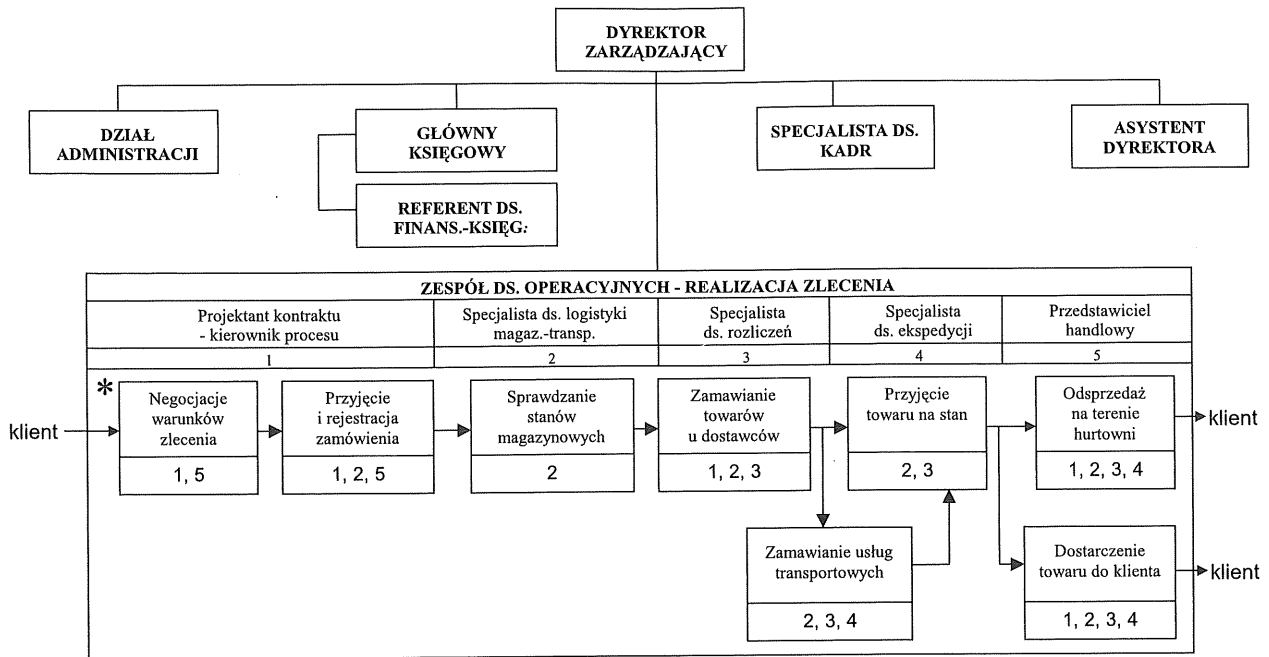 DYREKTOR
ZARZĄDZAJĄCY
DZIAŁ
ADMINISTRACJI
GŁÓWNY
KSIĘGOWY
SPECJALISTA DS.
KADR
ASYSTENT
DYREKTORA
REFERENT DS.
FINANS.-KSIĘG:
ZESPÓŁ DS. OPERACYJNYCH - REALIZACJA ZLECENIA
Projektant kontraktu
- kierownik procesu
Specjalista ds. logistyki
magaz.-transp.
Specjalista
ds. rozliczeń
Specjalista
ds. ekspedycji
Przedstawiciel
handlowy
1
2
3
4
5
*
klient
Negocjacje
warunków
zlecenia
1, 5
Przyjęcie
i rejestracja
zamówienia
1, 2, 5
Sprawdzanie
stanów
magazynowych
2
Zamawianie
towarów
u dostawców
1, 2, 3
Przyjęcie
towaru na stan
2, 3
Odsprzedaż
na terenie
hurtowni
1, 2, 3, 4
klient
Zamawianie usług
transportowych
2, 3, 4
Dostarczenie
towaru do klienta
1, 2, 3, 4
klient